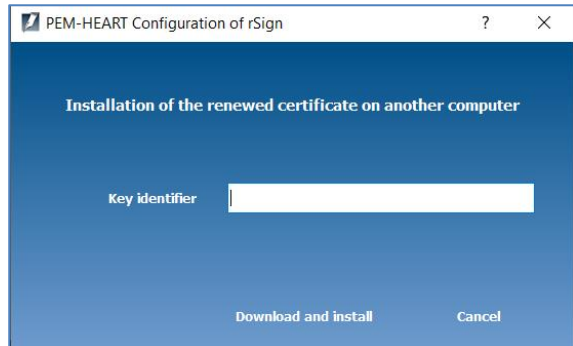 PEM-HEART Configuration of rSign ? ×
Installation of the renewed certificate on another computer
Key identifier
Download and install Cancel